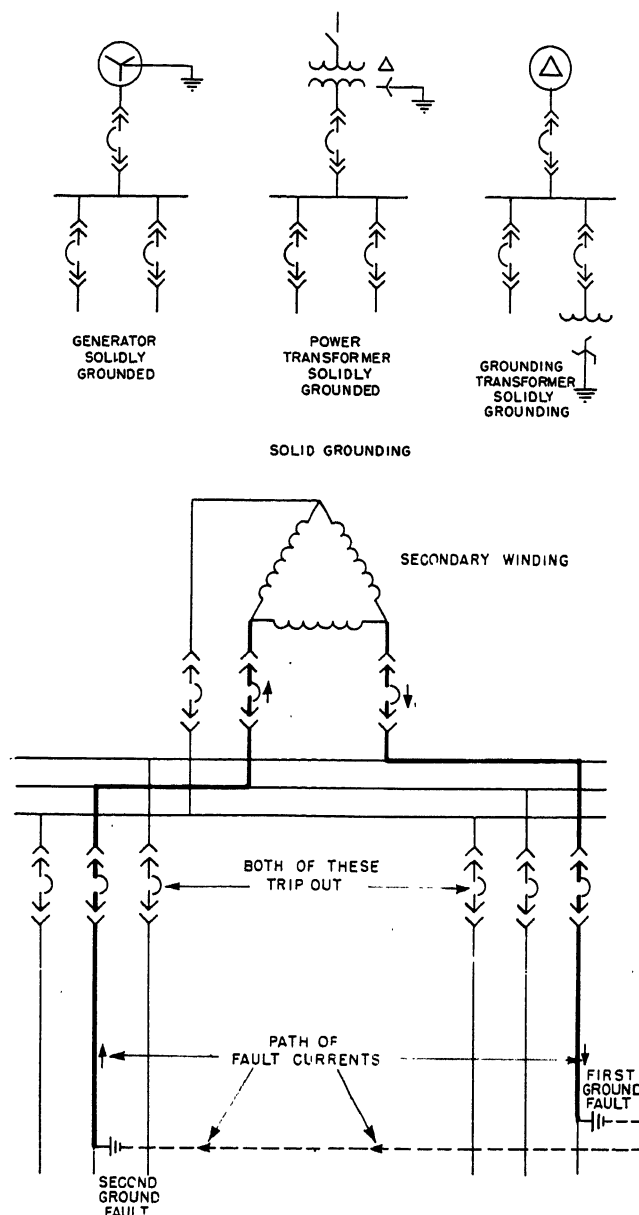 GENERATOR
SOLIDLY
GROUNDED
POWER
TRANSFORMER
SOLIDLY
GROUNDED
GROUNDING
TRANSFORMER
SOLIDLY
GROUNDING
SOLID GROUNDING
SECONDARY WINDING
BOTH OF THESE
TRIP OUT
PATH OF
FAULT CURRENTS
FIRST
GROUND
FAULT
SECOND
GROUND
FAULT